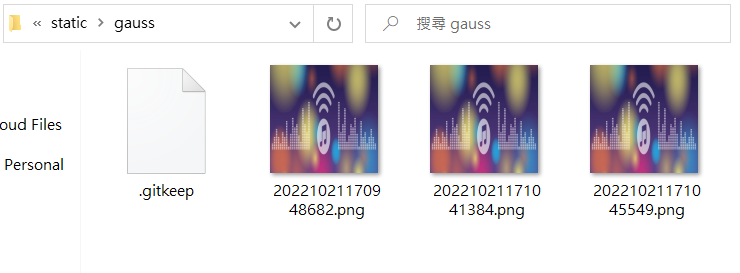 « static > gauss
搜尋 gauss
oud Files
Personal
.gitkeep
202210211709
48682.png
202210211710
41384.png
202210211710
45549.png